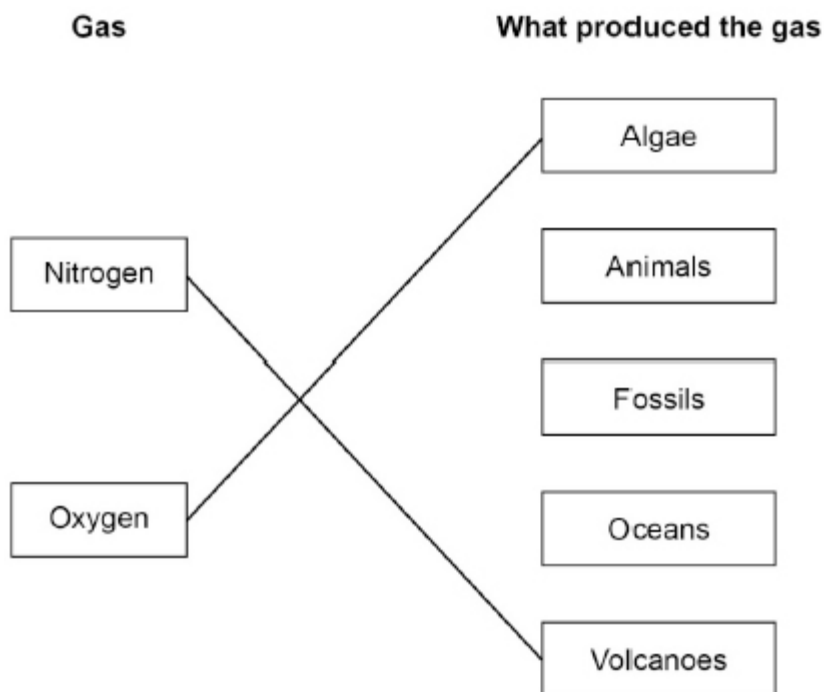 Gas
What produced the gas
Algae
Nitrogen
Animals
Fossils
Oxygen
Oceans
Volcanoes